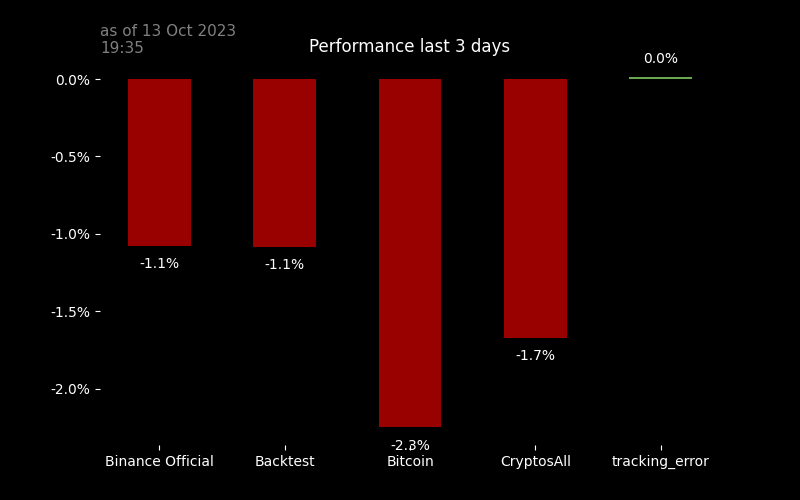 as of 13 Oct 2023
19:35
Performance last 3 days
0.0%
0.0%
-0.5%
-1.0%
-1.1%
-1.1%
-1.5%
-1.7%
-2.0%
-2.3%
Binance Official
Backtest
Bitcoin
CryptosAll
tracking_error